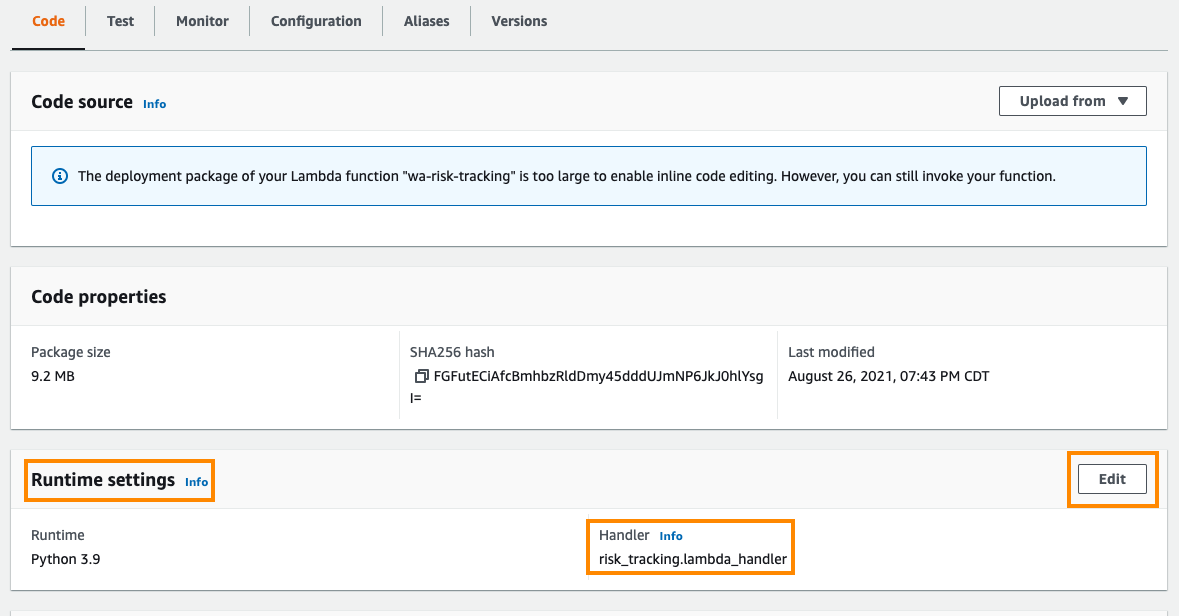 Code Test Monitor Configuration Aliases Versions
Code source Info
Upload from
The deployment package of your Lambda function "wa-risk-tracking" is too large to enable inline code editing. However, you can still invoke your function.
Code properties
Package size
9.2 MB
SHA256 hash
FGFutECiAfcBmhbzRldDmy45dddUJmNP6JkJ0hlYsg
I=
Last modified
August 26, 2021, 07:43 PM CDT
Runtime settings Info
Edit
Runtime
Python 3.9
Handler Info
risk_tracking.lambda_handler